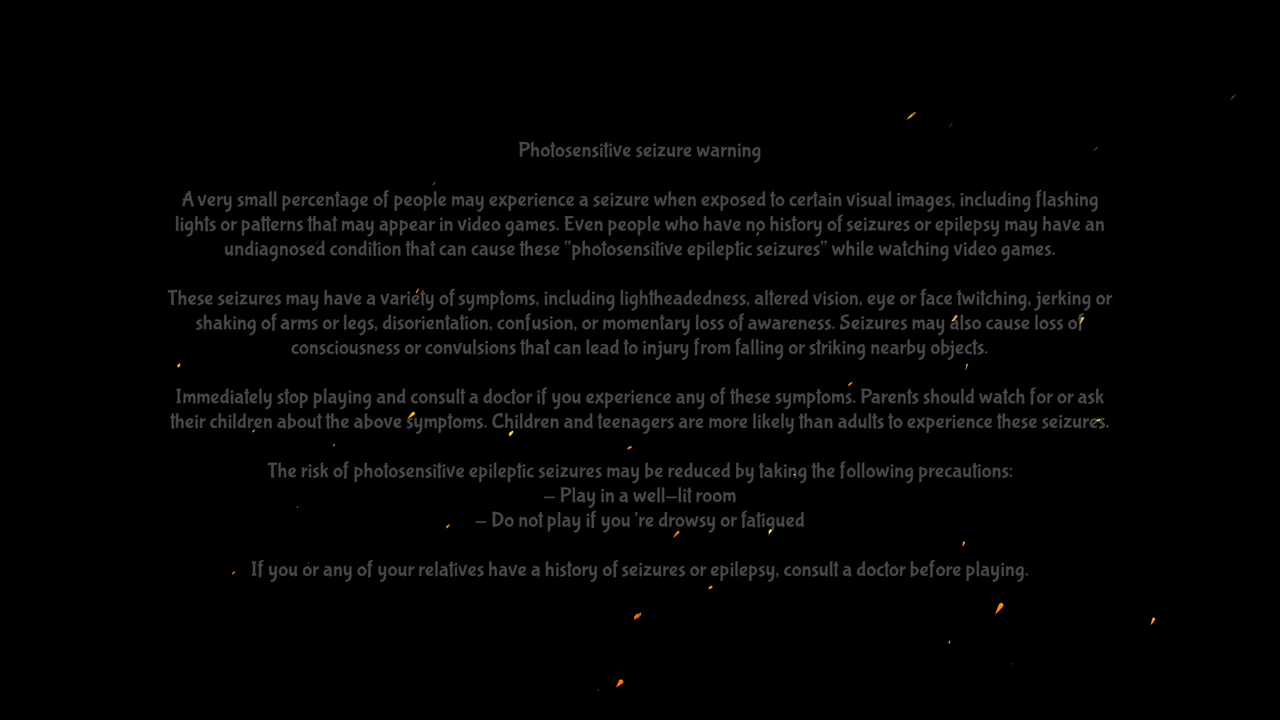 Photosensitive seizure warning
A very small percentage of people may experience a seizure when exposed to certain visual images, including flashing
lights or patterns that may appear in video games. Even people who have no history of seizures or epilepsy may have an
undiagnosed condition that can cause these “photosensitive epileptic seizures” while watching video games.
These seizures may have a variety of symptoms, including lightheadedness, altered vision, eye or face twitching, jerking or
shaking of arms or legs, disorientation, confusion, or momentary loss of awareness. Seizures may also cause loss of
consciousness or convulsions that can lead to injury from falling or striking nearby objects.
Immediately stop playing and consult a doctor if you experience any of these symptoms. Parents should watch for or ask
their children about the above symptoms. Children and teenagers are more likely than adults to experience these seizures.
The risk of photosensitive epileptic seizures may be reduced by taking the following precautions:
– Play in a well–lit room
– Do not play if you 're drowsy or fatigued
If you or any of your relatives have a history of seizures or epilepsy, consult a doctor before playing.